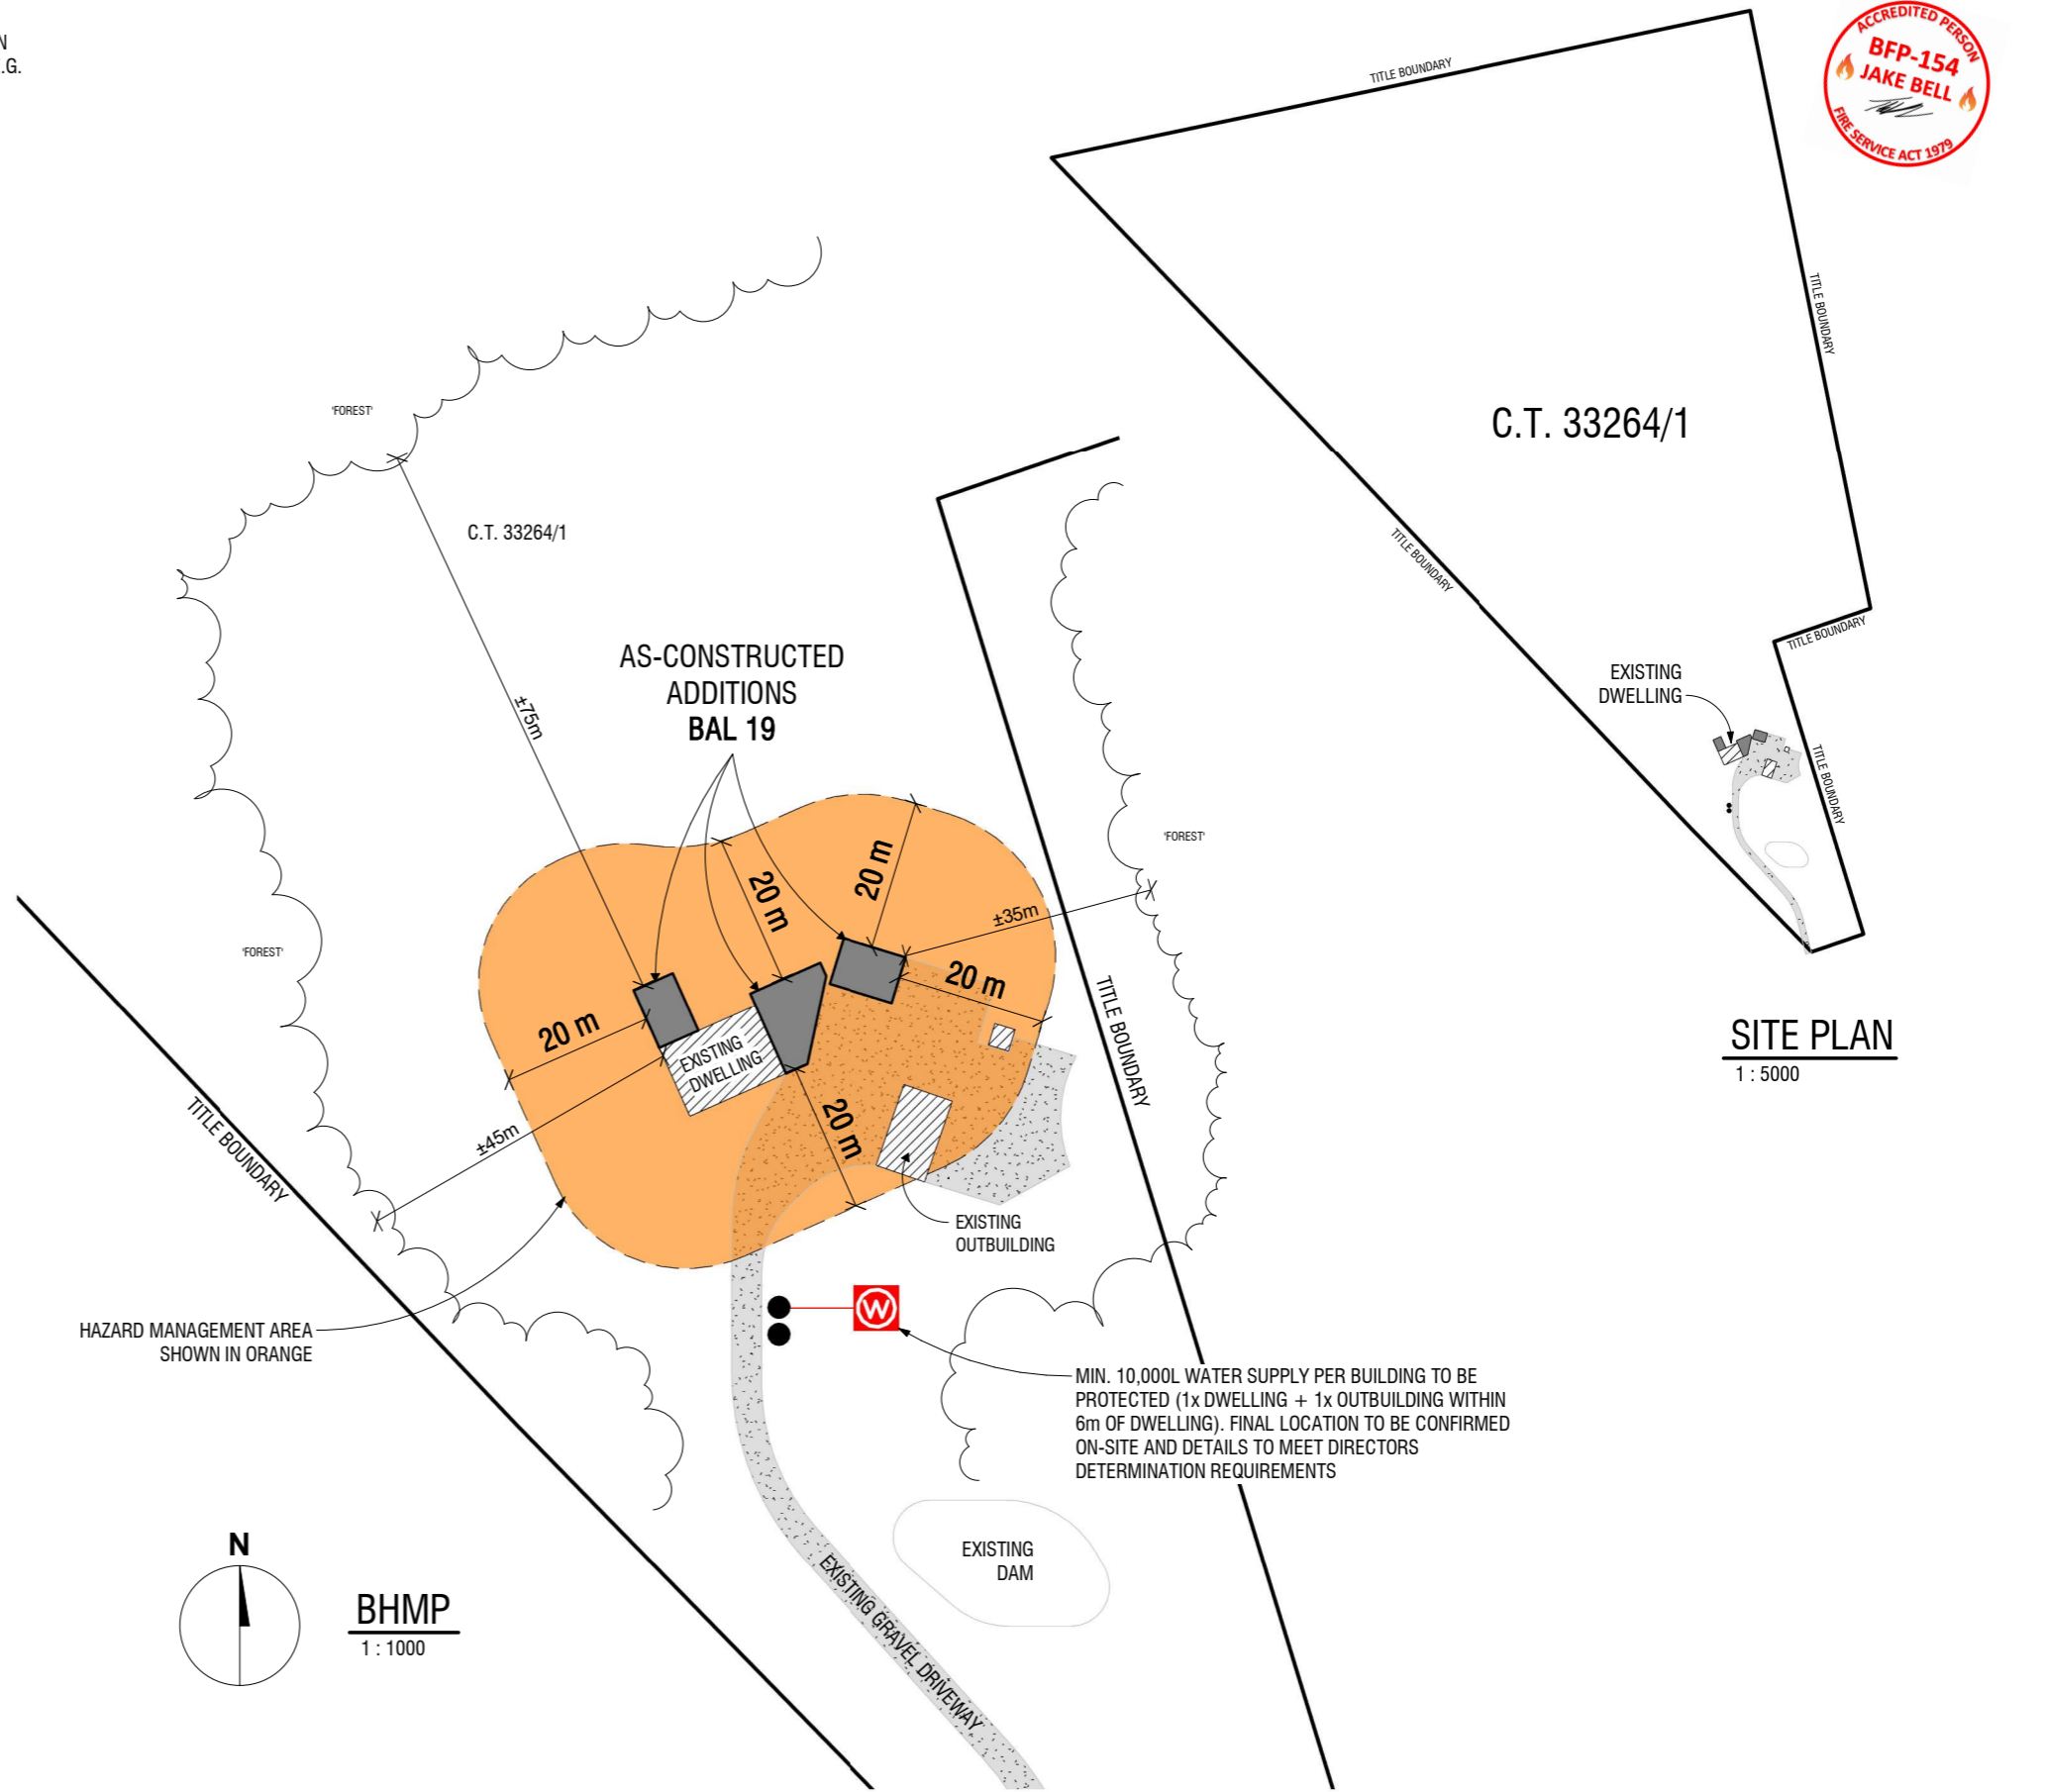 N
.G.
ACCREDITED PERSON
BFP-154
JAKE BELL
FIRE SERVICE ACT 1979
TITLE BOUNDARY
TITLE BOUNDARY
C.T. 33264/1
TITLE BOUNDARY
TITLE BOUNDARY
EXISTING
DWELLING
TITLE BOUNDARY
SITE PLAN
1 : 5000
'FOREST'
C.T. 33264/1
±75m
AS-CONSTRUCTED
ADDITIONS
BAL 19
'FOREST'
20 m
20 m
±35m
'FOREST'
20 m
20 m
EXISTING
DWELLING
TITLE BOUNDARY
20 m
±45m
TITLE BOUNDARY
EXISTING
OUTBUILDING
HAZARD MANAGEMENT AREA
SHOWN IN ORANGE
W
MIN. 10,000L WATER SUPPLY PER BUILDING TO BE
PROTECTED (1x DWELLING + 1x OUTBUILDING WITHIN
6m OF DWELLING). FINAL LOCATION TO BE CONFIRMED
ON-SITE AND DETAILS TO MEET DIRECTORS
DETERMINATION REQUIREMENTS
EXISTING
DAM
EXISTING GRAVEL DRIVEWAY
N
BHMP
1 : 1000